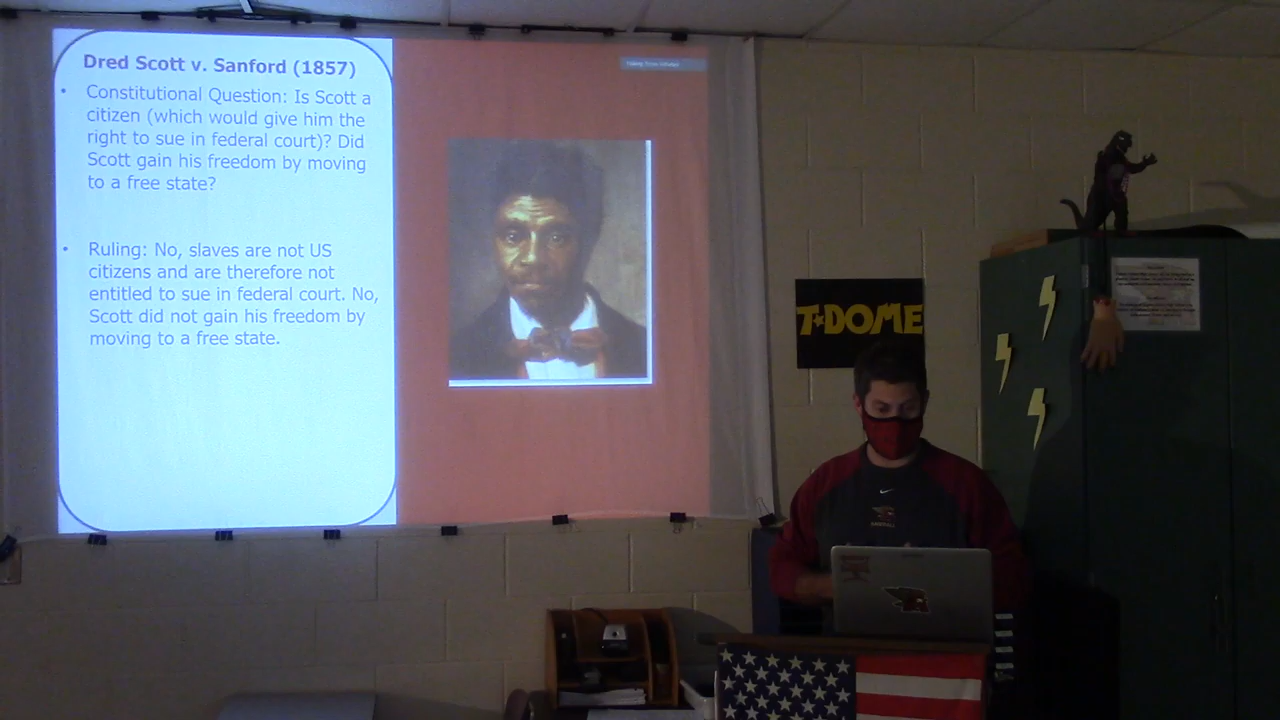 Dred Scott v. Sanford (1857)
• Constitutional Question: Is Scott a
citizen (which would give him the
right to sue in federal court)? Did
Scott gain his freedom by moving
to a free state?
• Ruling: No, slaves are not US
citizens and are therefore not
entitled to sue in federal court. No,
Scott did not gain his freedom by
moving to a free state.
T★DOME